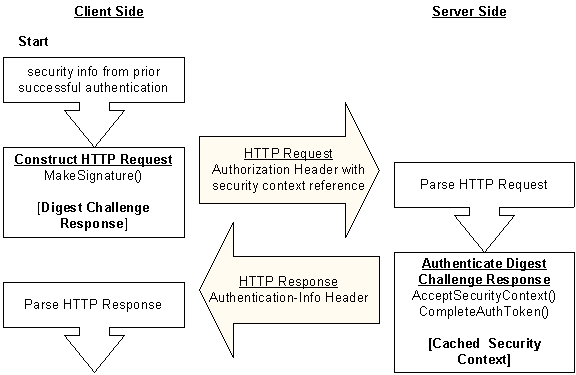 Client Side
Server Side
Start
security info from prior
successful authentication
Construct HTTP Request
MakeSignature()
[Digest Challenge
Response]
HTTP Request
Authorization Header with
security context reference
Parse HTTP Request
HTTP Response
Authentication-Info Header
Authenticate Digest
Challenge Response
AcceptSecurityContext()
CompleteAuthToken()
[Cached Security
Context]
Parse HTTP Response